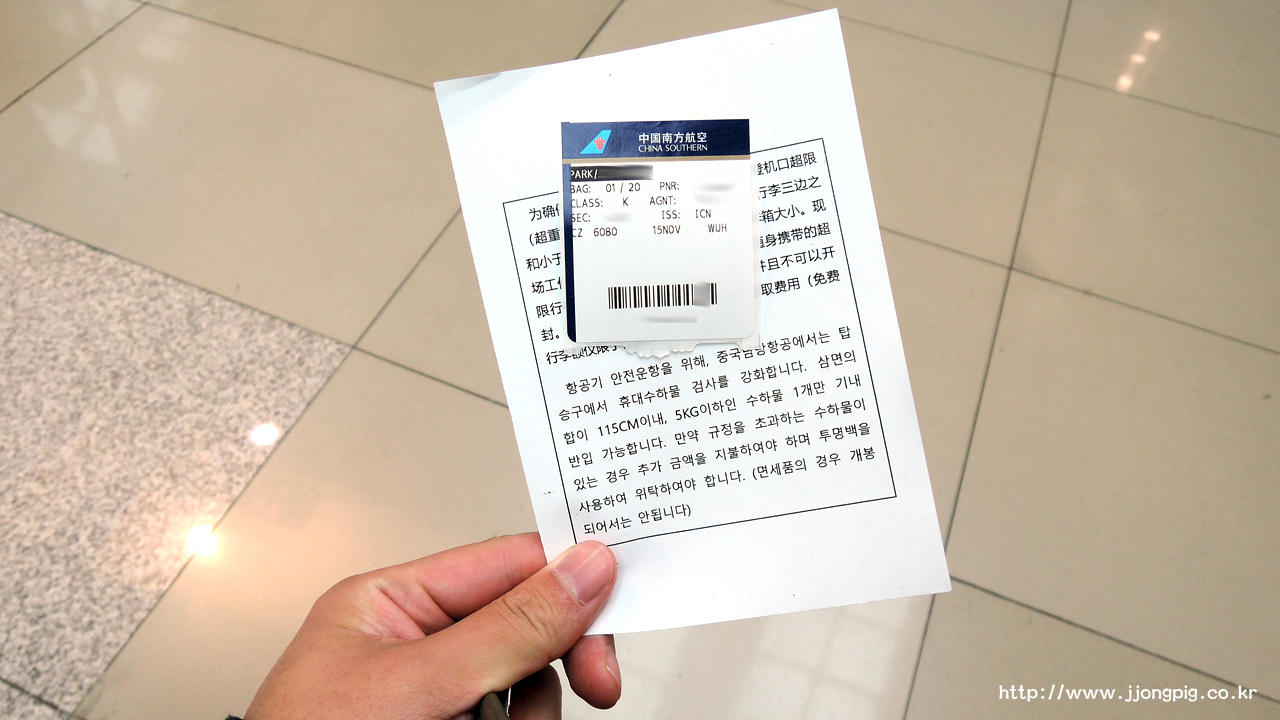 中国南方航空
CHINA SOUTHERN
PARK/
BAG: 01 / 20 PNR:
CLASS: K AGNT:
SEC: ISS: ICN
CZ 6080 15NOV WUH
为确 登机口超限
(超重 行李三边之
和小于 箱大小。现
场工 随身携带的超
限行 并且不可以开
封。 取费用（免费
行李额仅限于
항공기 안전운항을 위해, 중국남방항공에서는 탑
승구에서 휴대수하물 검사를 강화합니다. 삼면의
합이 115CM이내, 5KG이하인 수하물 1개만 기내
반입 가능합니다. 만약 규정을 초과하는 수하물이
있는 경우 추가 금액을 지불하여야 하며 투명백을
사용하여 위탁하여야 합니다. (면세품의 경우 개봉
되어서는 안됩니다)
http://www.jjongpig.co.kr